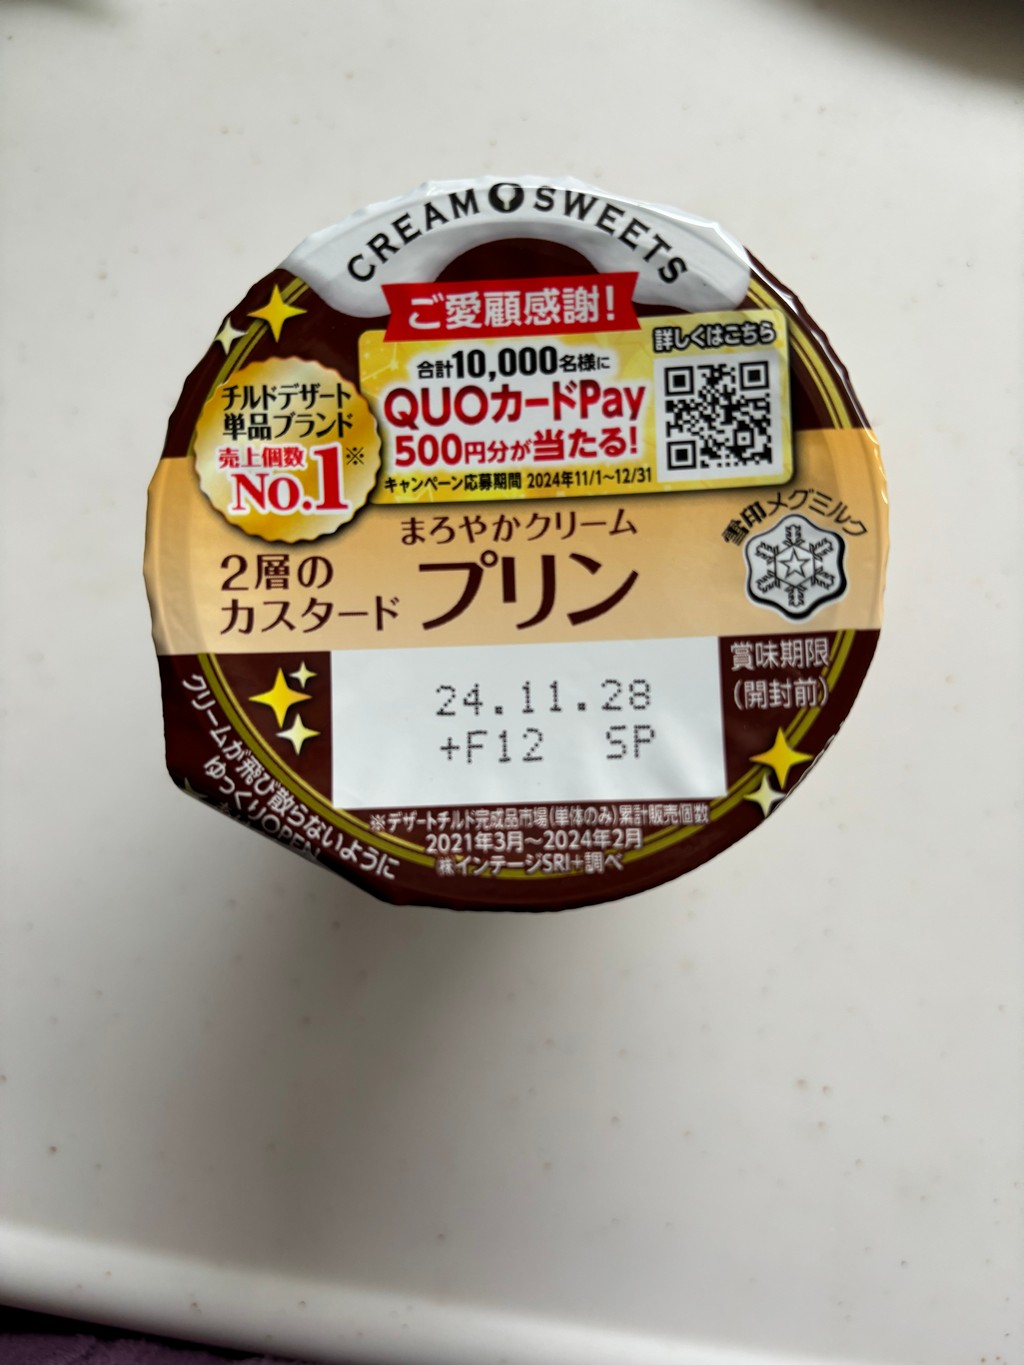 CREAM SWEETS
ご愛顧感謝!
詳しくはこちら
合計10,000名様に
QUOカードPay
500円分が当たる!
キャンペーン応募期間 2024年11/1~12/31
チルドデザート
単品ブランド
売上個数
No.1※
雪印メグミルク
まろやかクリーム
2層の
カスタード
プリン
賞味期限
(開封前)
24.11.28
+F12 SP
クリームが飛び散らないように
ゆっくりOPEN
※デザートチルド完成品市場(単体のみ)累計販売個数
2021年3月~2024年2月
㈱インテージSRI+調べ